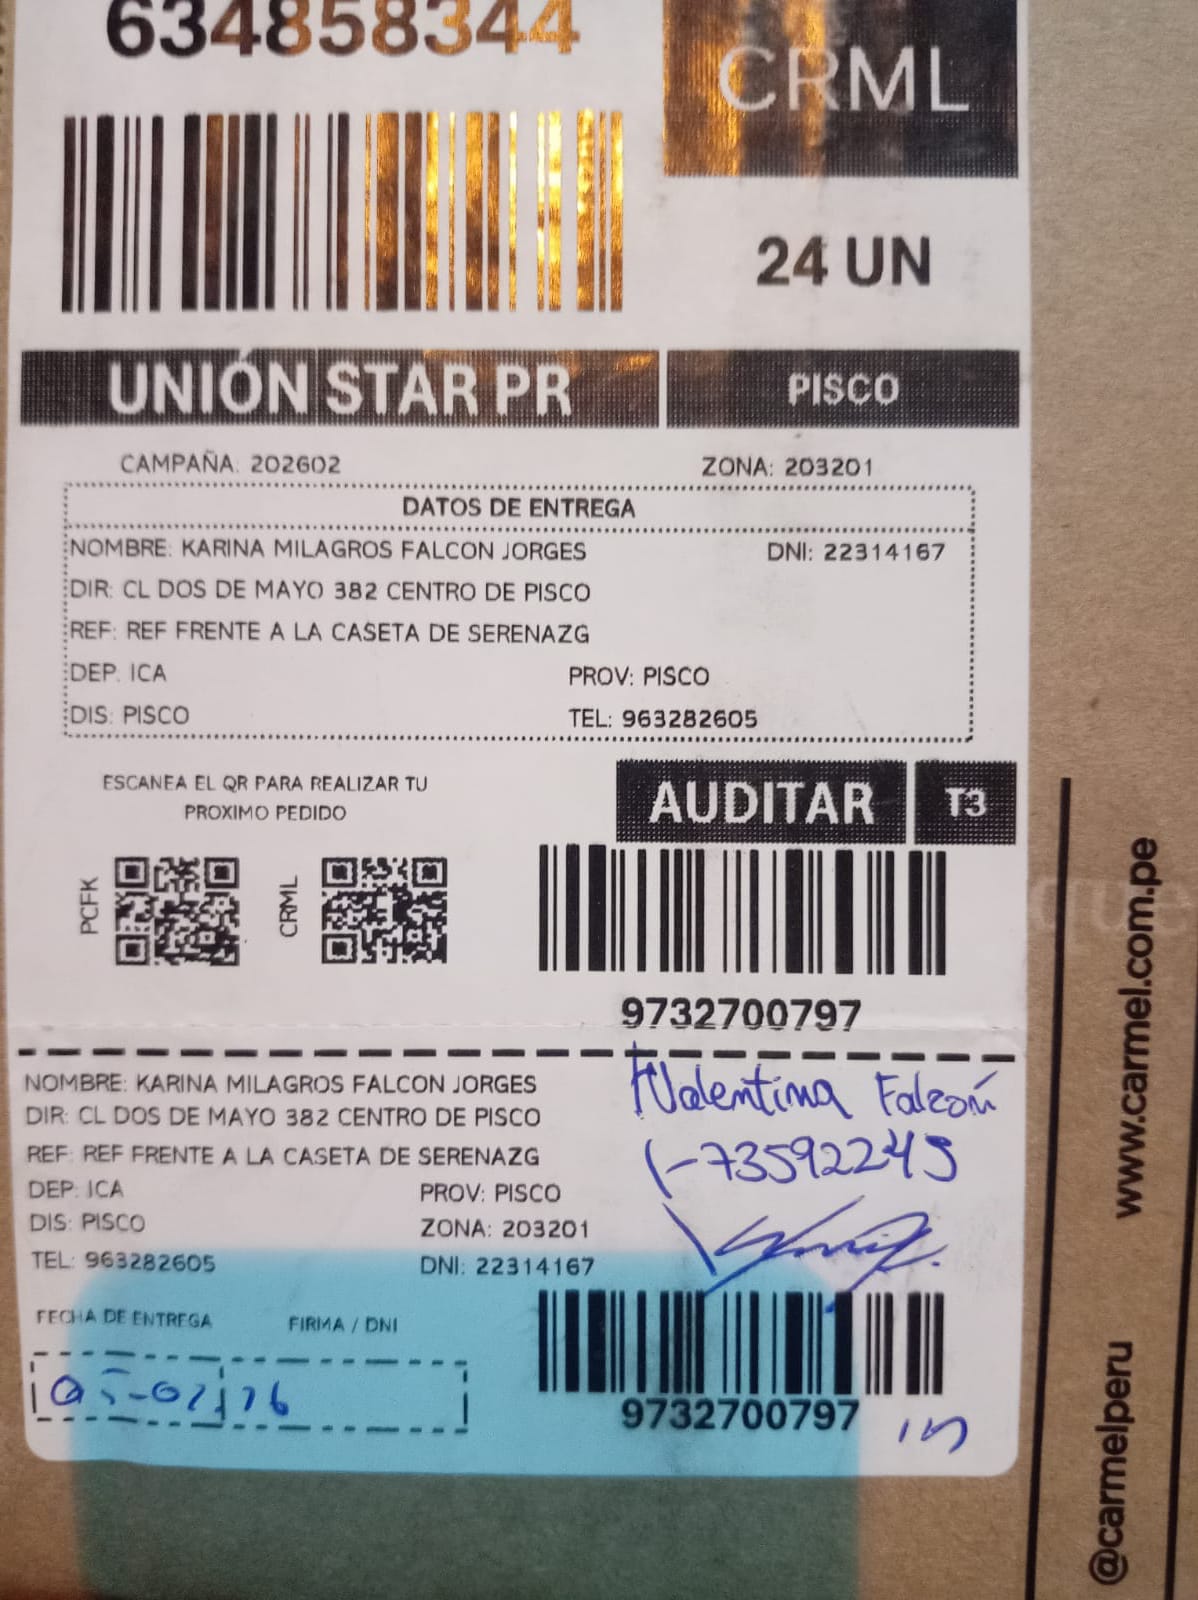 634858344
CRML
24 UN
UNIÓN STAR PR
PISCO
CAMPAÑA: 202602
ZONA: 203201
DATOS DE ENTREGA
NOMBRE: KARINA MILAGROS FALCON JORGES
DNI: 22314167
DIR: CL DOS DE MAYO 382 CENTRO DE PISCO
REF: REF FRENTE A LA CASETA DE SERENAZG
DEP: ICA
PROV: PISCO
DIS: PISCO
TEL: 963282605
ESCANEA EL QR PARA REALIZAR TU
PROXIMO PEDIDO
PCFK
CRML
AUDITAR
T3
9732700797
NOMBRE: KARINA MILAGROS FALCON JORGES
DIR: CL DOS DE MAYO 382 CENTRO DE PISCO
REF: REF FRENTE A LA CASETA DE SERENAZG
DEP: ICA
PROV: PISCO
DIS: PISCO
ZONA: 203201
TEL: 963282605
DNI: 22314167
Valentina Falcón
73592245
FECHA DE ENTREGA
FIRMA / DNI
05-02-26
9732700797
www.carmel.com.pe
@carmelperu